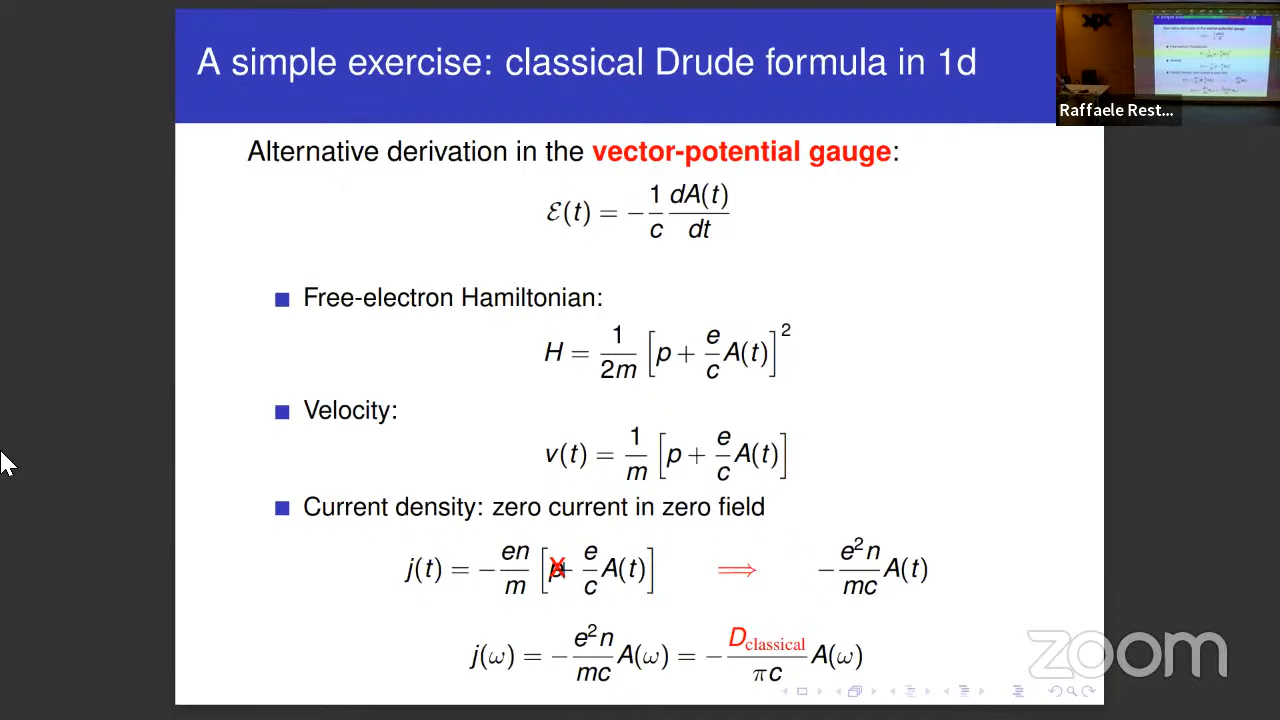 A simple exercise: classical Drude formula in 1d
Raffaele Rest...
Alternative derivation in the vector-potential gauge:
ℰ(t) = −(1/c) dA(t)/dt
Free-electron Hamiltonian:
H = 1/2m [p + e/c A(t)]²
Velocity:
v(t) = 1/m [p + e/c A(t)]
Current density: zero current in zero field
j(t) = −en/m [p + e/c A(t)] ⟹ −e²n/mc A(t)
j(ω) = −e²n/mc A(ω) = −D_classical/πc A(ω)
zoom